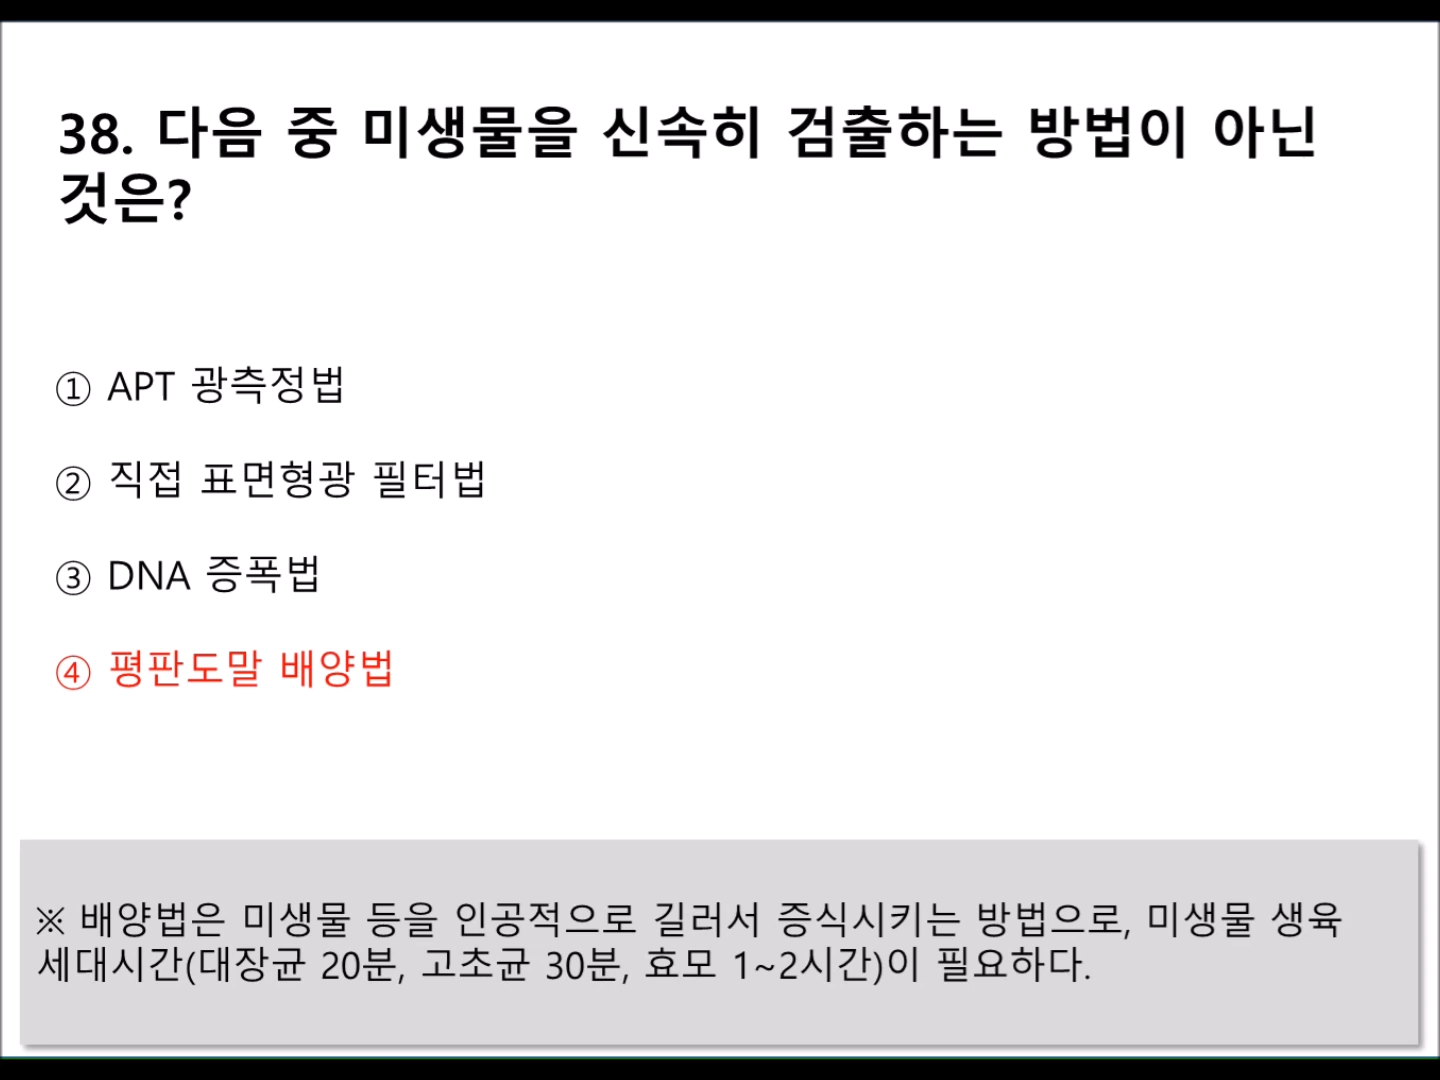 38. 다음 중 미생물을 신속히 검출하는 방법이 아닌
것은?
① APT 광측정법
② 직접 표면형광 필터법
③ DNA 증폭법
④ 평판도말 배양법
※ 배양법은 미생물 등을 인공적으로 길러서 증식시키는 방법으로, 미생물 생육
세대시간(대장균 20분, 고초균 30분, 효모 1~2시간)이 필요하다.